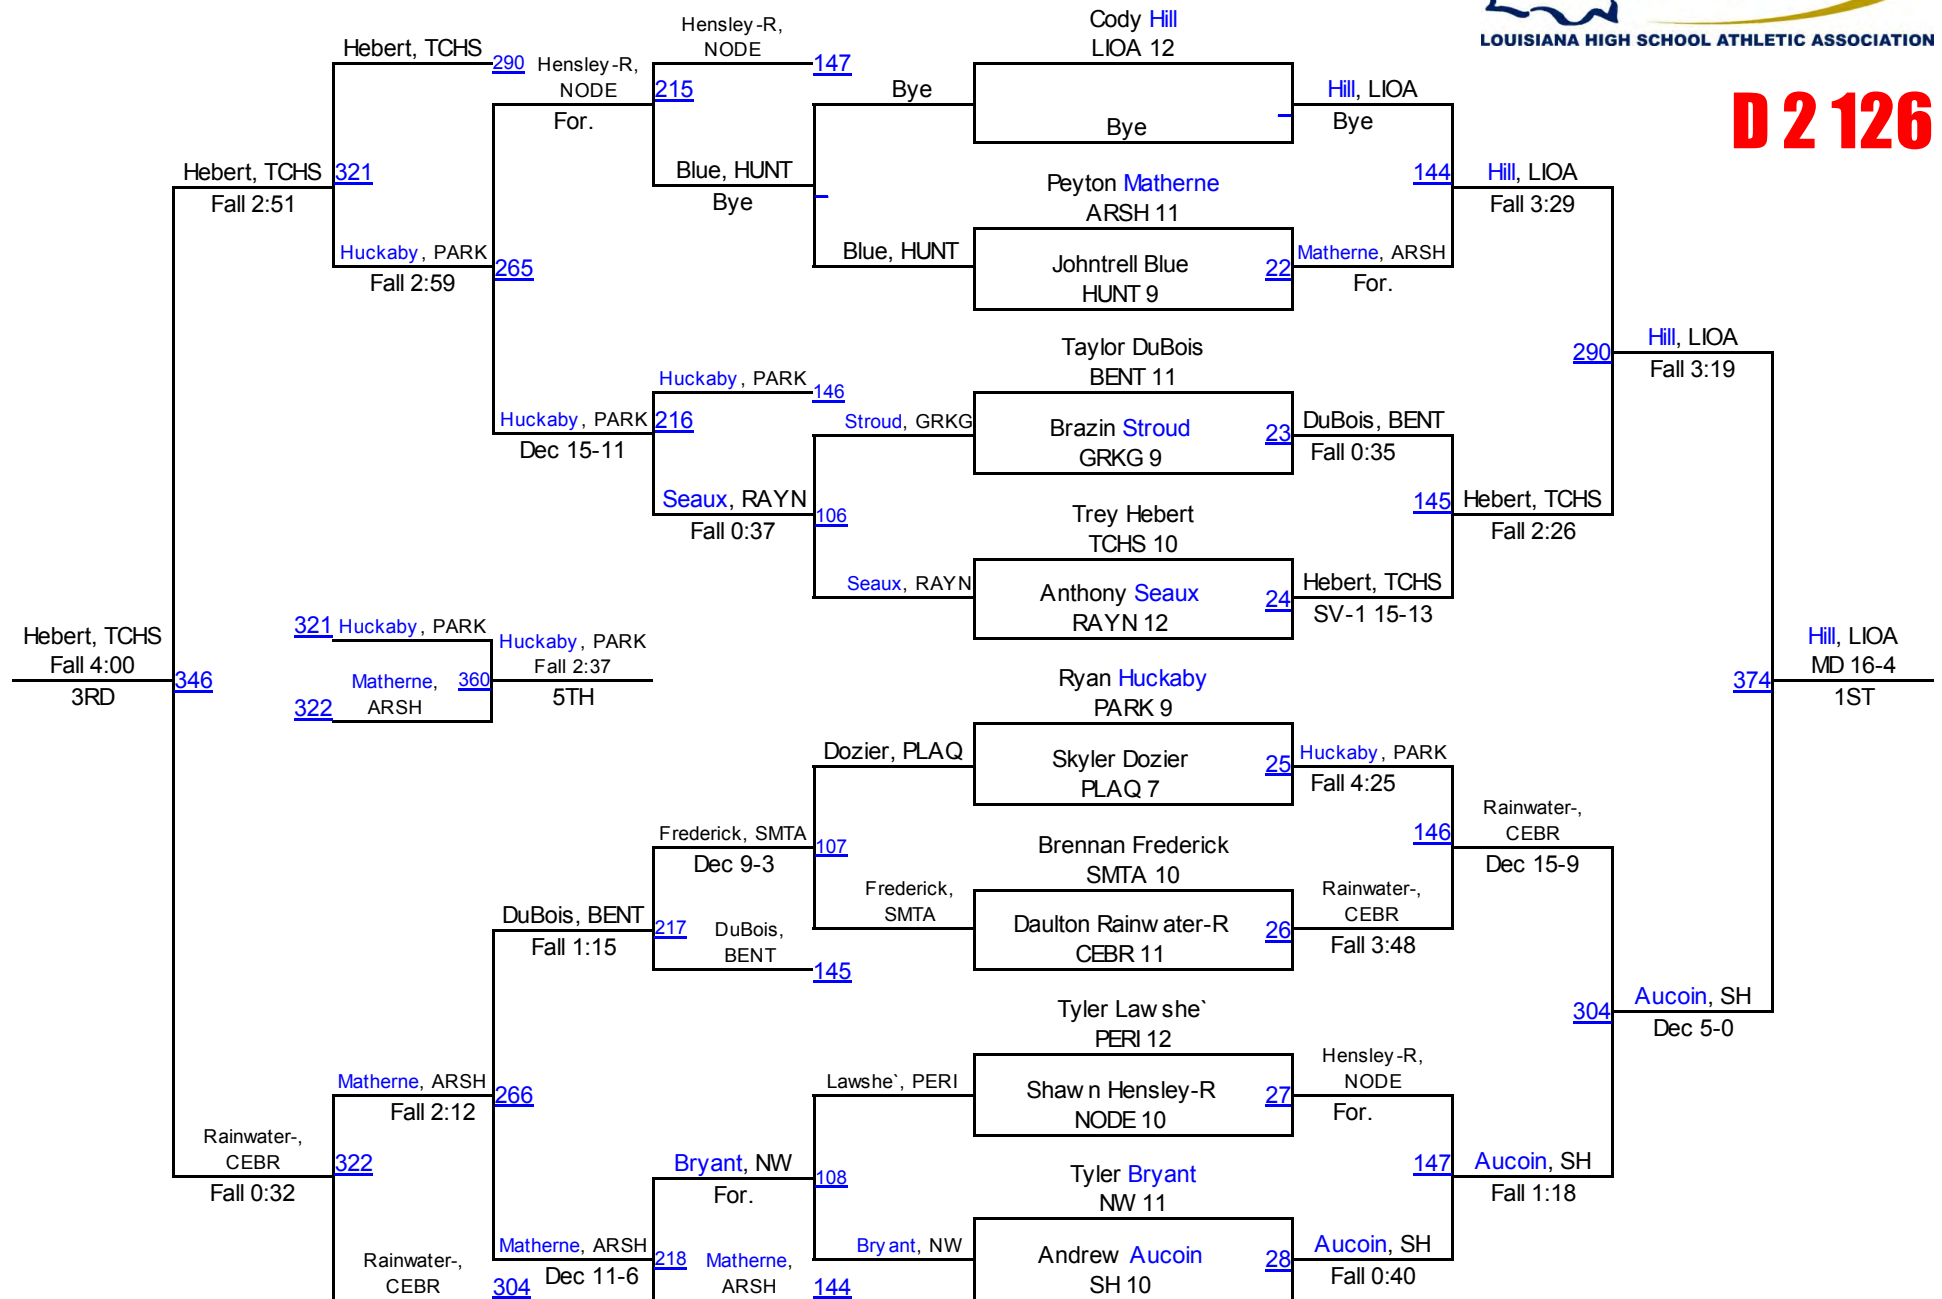 LOUISIANA HIGH SCHOOL ATHLETIC ASSOCIATION
D 2 126
Hebert, TCHS
290
Hensley-R,
NODE
For.
Hensley-R,
NODE
147
215
Blue, HUNT
Bye
Bye
Cody Hill
LIOA 12
Bye
Hill, LIOA
Bye
144
Hill, LIOA
Fall 3:29
Hebert, TCHS
321
Fall 2:51
Huckaby, PARK
Fall 2:59
265
Blue, HUNT
Peyton Matherne
ARSH 11
Johntrell Blue
HUNT 9
22
Matherne, ARSH
For.
290
Hill, LIOA
Fall 3:19
Huckaby, PARK
146
Huckaby, PARK
216
Dec 15-11
Stroud, GRKG
Seaux, RAYN
Fall 0:37
106
Taylor DuBois
BENT 11
Brazin Stroud
GRKG 9
23
DuBois, BENT
Fall 0:35
145
Hebert, TCHS
Fall 2:26
Seaux, RAYN
Trey Hebert
TCHS 10
Anthony Seaux
RAYN 12
24
Hebert, TCHS
SV-1 15-13
Hebert, TCHS
Fall 4:00
3RD
346
321
Huckaby, PARK
Matherne,
ARSH
322
360
Huckaby, PARK
Fall 2:37
5TH
374
Hill, LIOA
MD 16-4
1ST
Dozier, PLAQ
Ryan Huckaby
PARK 9
Skyler Dozier
PLAQ 7
25
Huckaby, PARK
Fall 4:25
146
Rainwater-,
CEBR
Dec 15-9
Frederick, SMTA
Dec 9-3
107
Frederick,
SMTA
Brennan Frederick
SMTA 10
Daulton Rainwater-R
CEBR 11
26
Rainwater-,
CEBR
Fall 3:48
DuBois, BENT
Fall 1:15
217
DuBois,
BENT
145
304
Aucoin, SH
Dec 5-0
Matherne, ARSH
Fall 2:12
266
Lawshe`, PERI
Tyler Lawshe`
PERI 12
Shawn Hensley-R
NODE 10
27
Hensley-R,
NODE
For.
147
Aucoin, SH
Fall 1:18
Rainwater-,
CEBR
Fall 0:32
322
Bryant, NW
For.
108
Tyler Bryant
NW 11
Rainwater-,
CEBR
304
Matherne, ARSH
Dec 11-6
218
Matherne,
ARSH
144
Bryant, NW
Andrew Aucoin
SH 10
28
Aucoin, SH
Fall 0:40